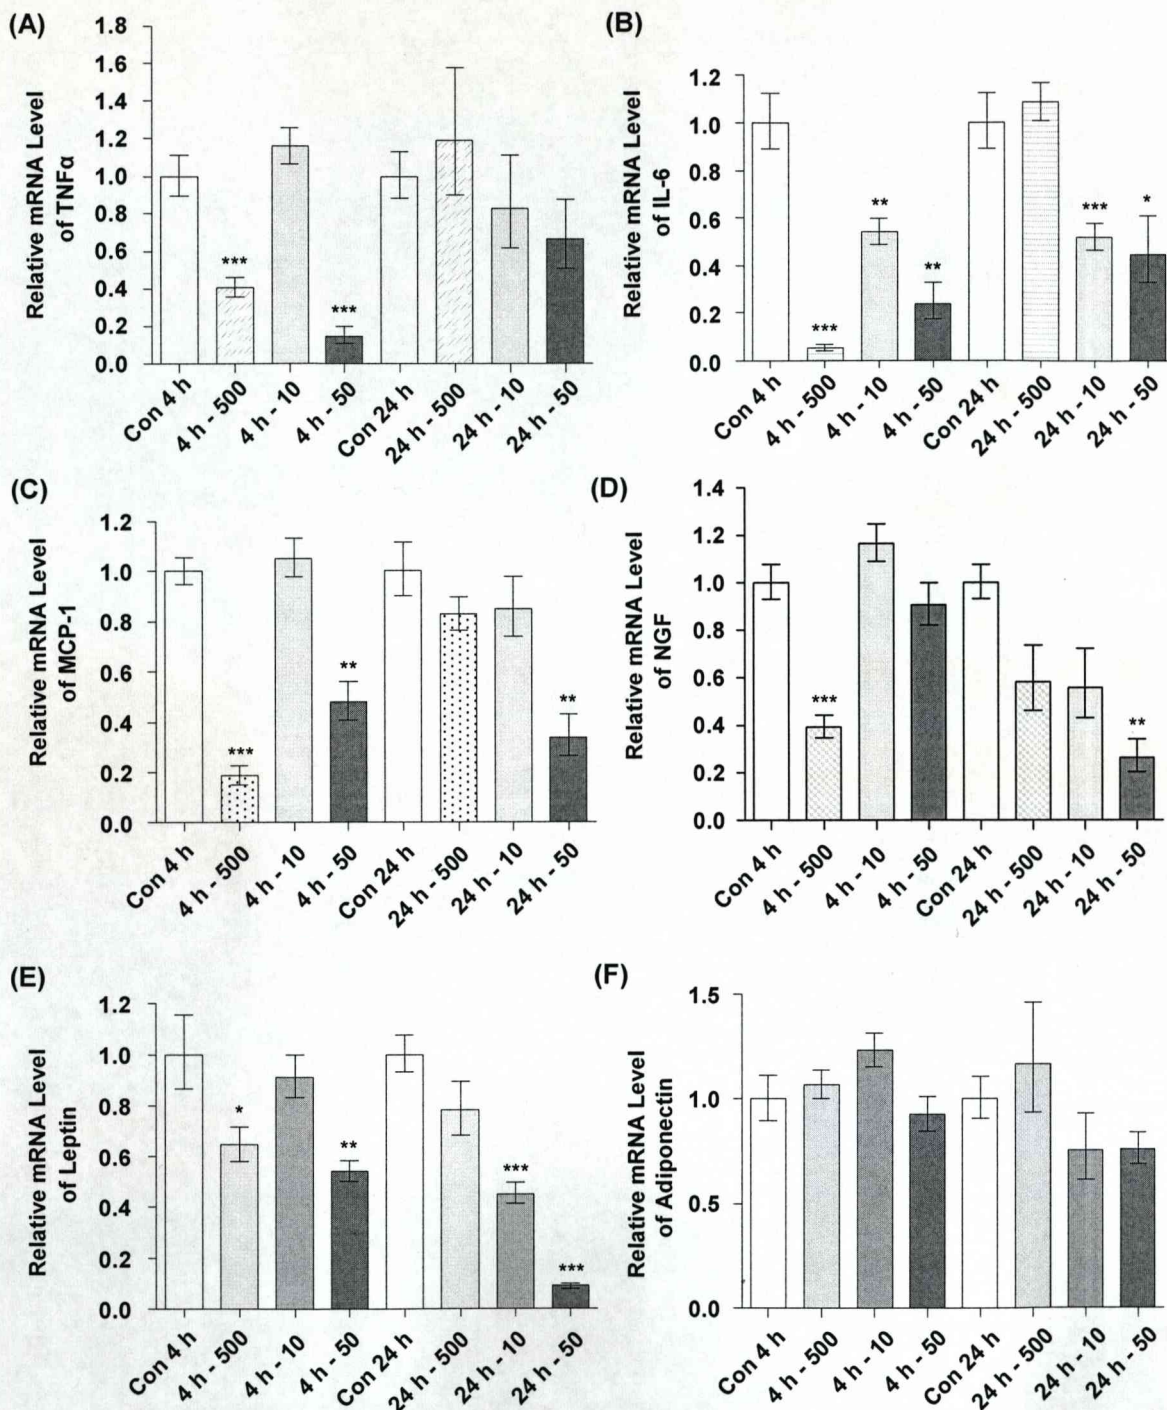 (A)
Relative mRNA Level
of TNFα
1.8
1.6
1.4
1.2
1.0
0.8
0.6
0.4
0.2
0.0
***
***
Con 4 h
4 h - 500
4 h - 10
4 h - 50
Con 24 h
24 h - 500
24 h - 10
24 h - 50
(B)
Relative mRNA Level
of IL-6
1.2
1.0
0.8
0.6
0.4
0.2
0.0
***
**
**
***
*
Con 4 h
4 h - 500
4 h - 10
4 h - 50
Con 24 h
24 h - 500
24 h - 10
24 h - 50
(C)
Relative mRNA Level
of MCP-1
1.2
1.0
0.8
0.6
0.4
0.2
0.0
***
**
**
Con 4 h
4 h - 500
4 h - 10
4 h - 50
Con 24 h
24 h - 500
24 h - 10
24 h - 50
(D)
Relative mRNA Level
of NGF
1.4
1.2
1.0
0.8
0.6
0.4
0.2
0.0
***
**
Con 4 h
4 h - 500
4 h - 10
4 h - 50
Con 24 h
24 h - 500
24 h - 10
24 h - 50
(E)
Relative mRNA Level
of Leptin
1.2
1.0
0.8
0.6
0.4
0.2
0.0
*
**
***
***
Con 4 h
4 h - 500
4 h - 10
4 h - 50
Con 24 h
24 h - 500
24 h - 10
24 h - 50
(F)
Relative mRNA Level
of Adiponectin
1.5
1.0
0.5
0.0
Con 4 h
4 h - 500
4 h - 10
4 h - 50
Con 24 h
24 h - 500
24 h - 10
24 h - 50